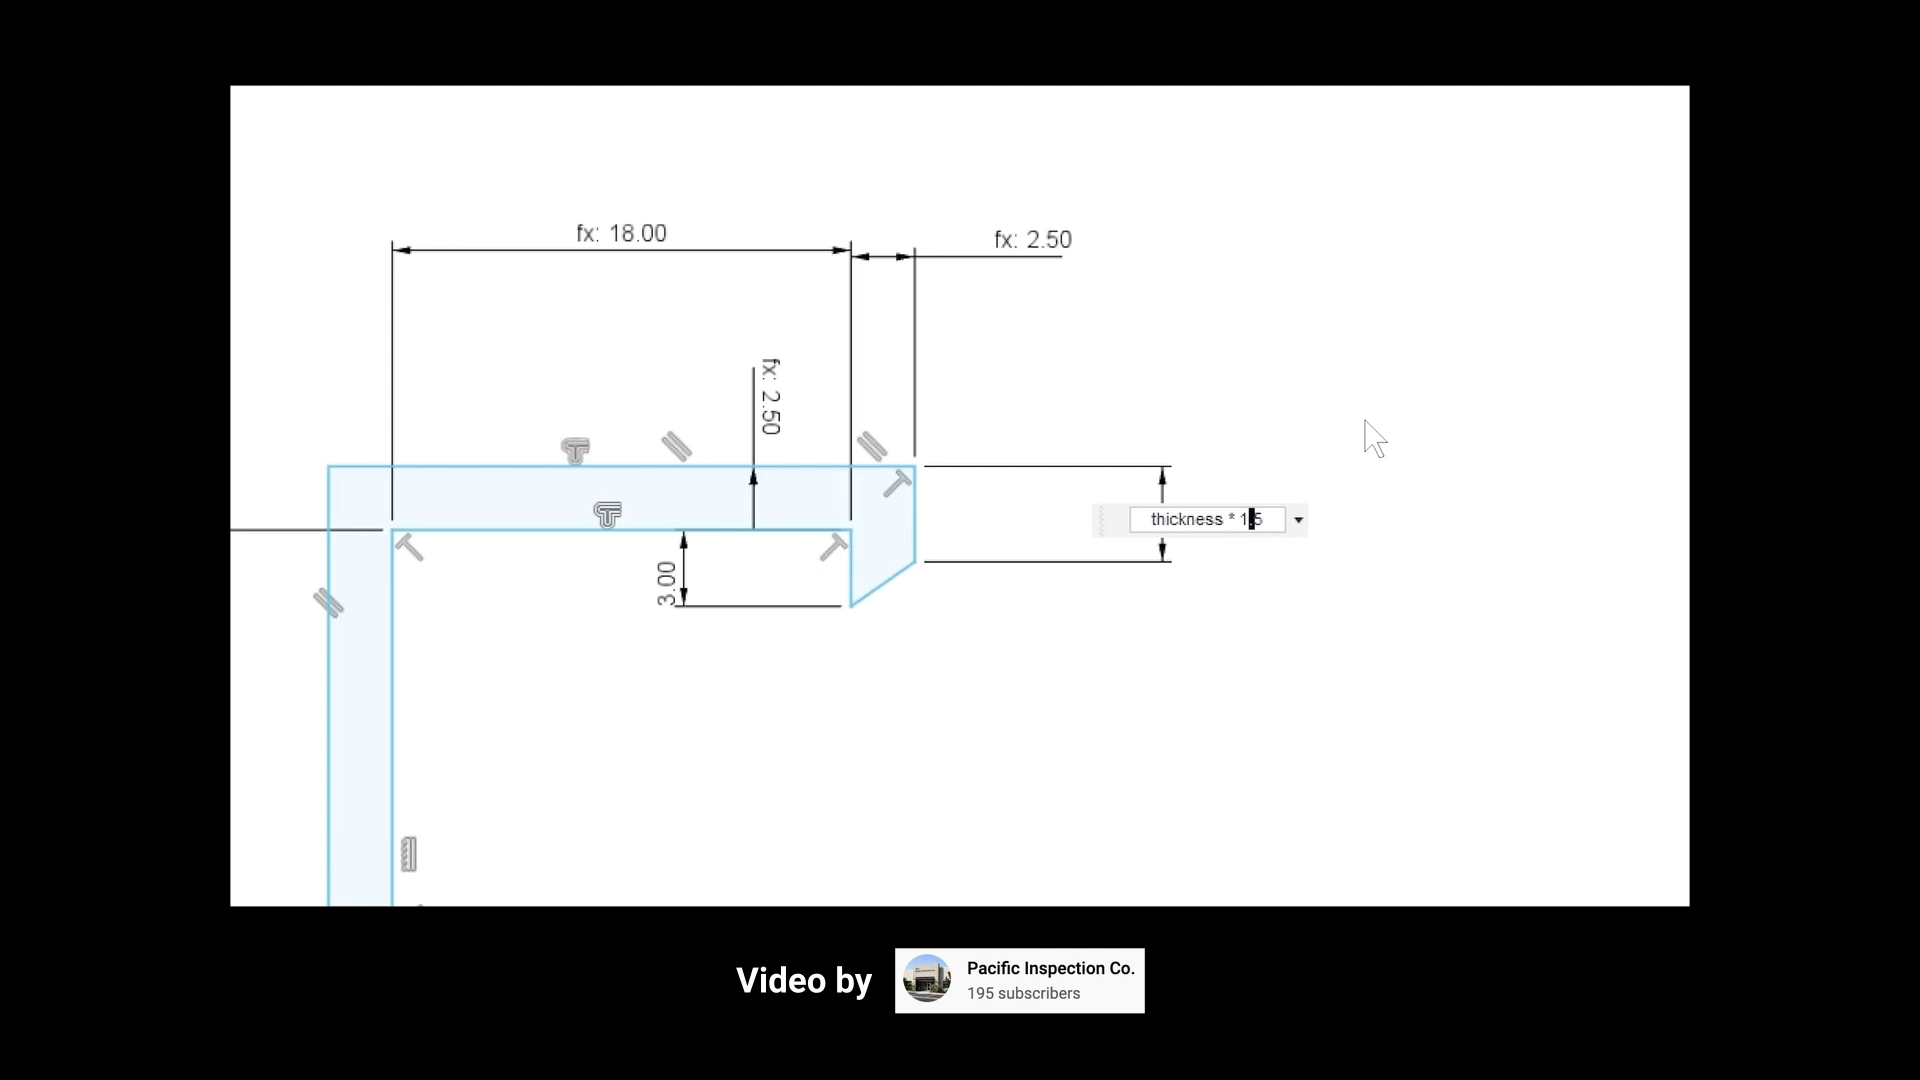 fx: 18.00
fx: 2.50
fx: 2.50
thickness * 1.5
3.00
Video by
Pacific Inspection Co.
195 subscribers